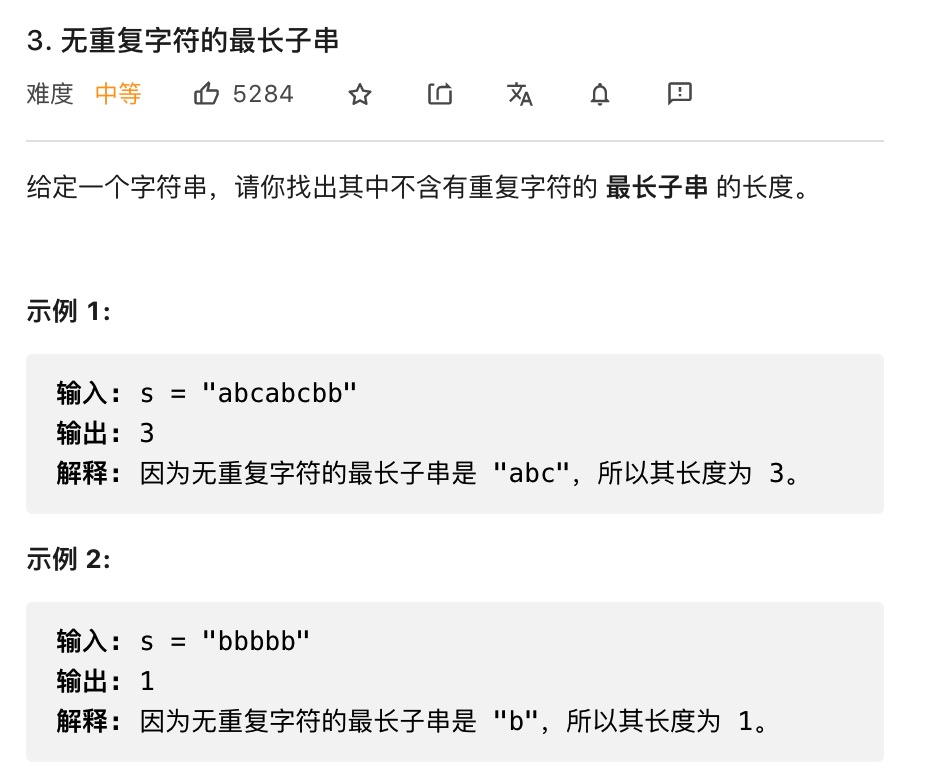 3. 无重复字符的最长子串
难度 中等 5284
给定一个字符串，请你找出其中不含有重复字符的 最长子串 的长度。
示例 1:
输入: s = "abcabcbb"
输出: 3
解释: 因为无重复字符的最长子串是 "abc"，所以其长度为 3。
示例 2:
输入: s = "bbbbb"
输出: 1
解释: 因为无重复字符的最长子串是 "b"，所以其长度为 1。